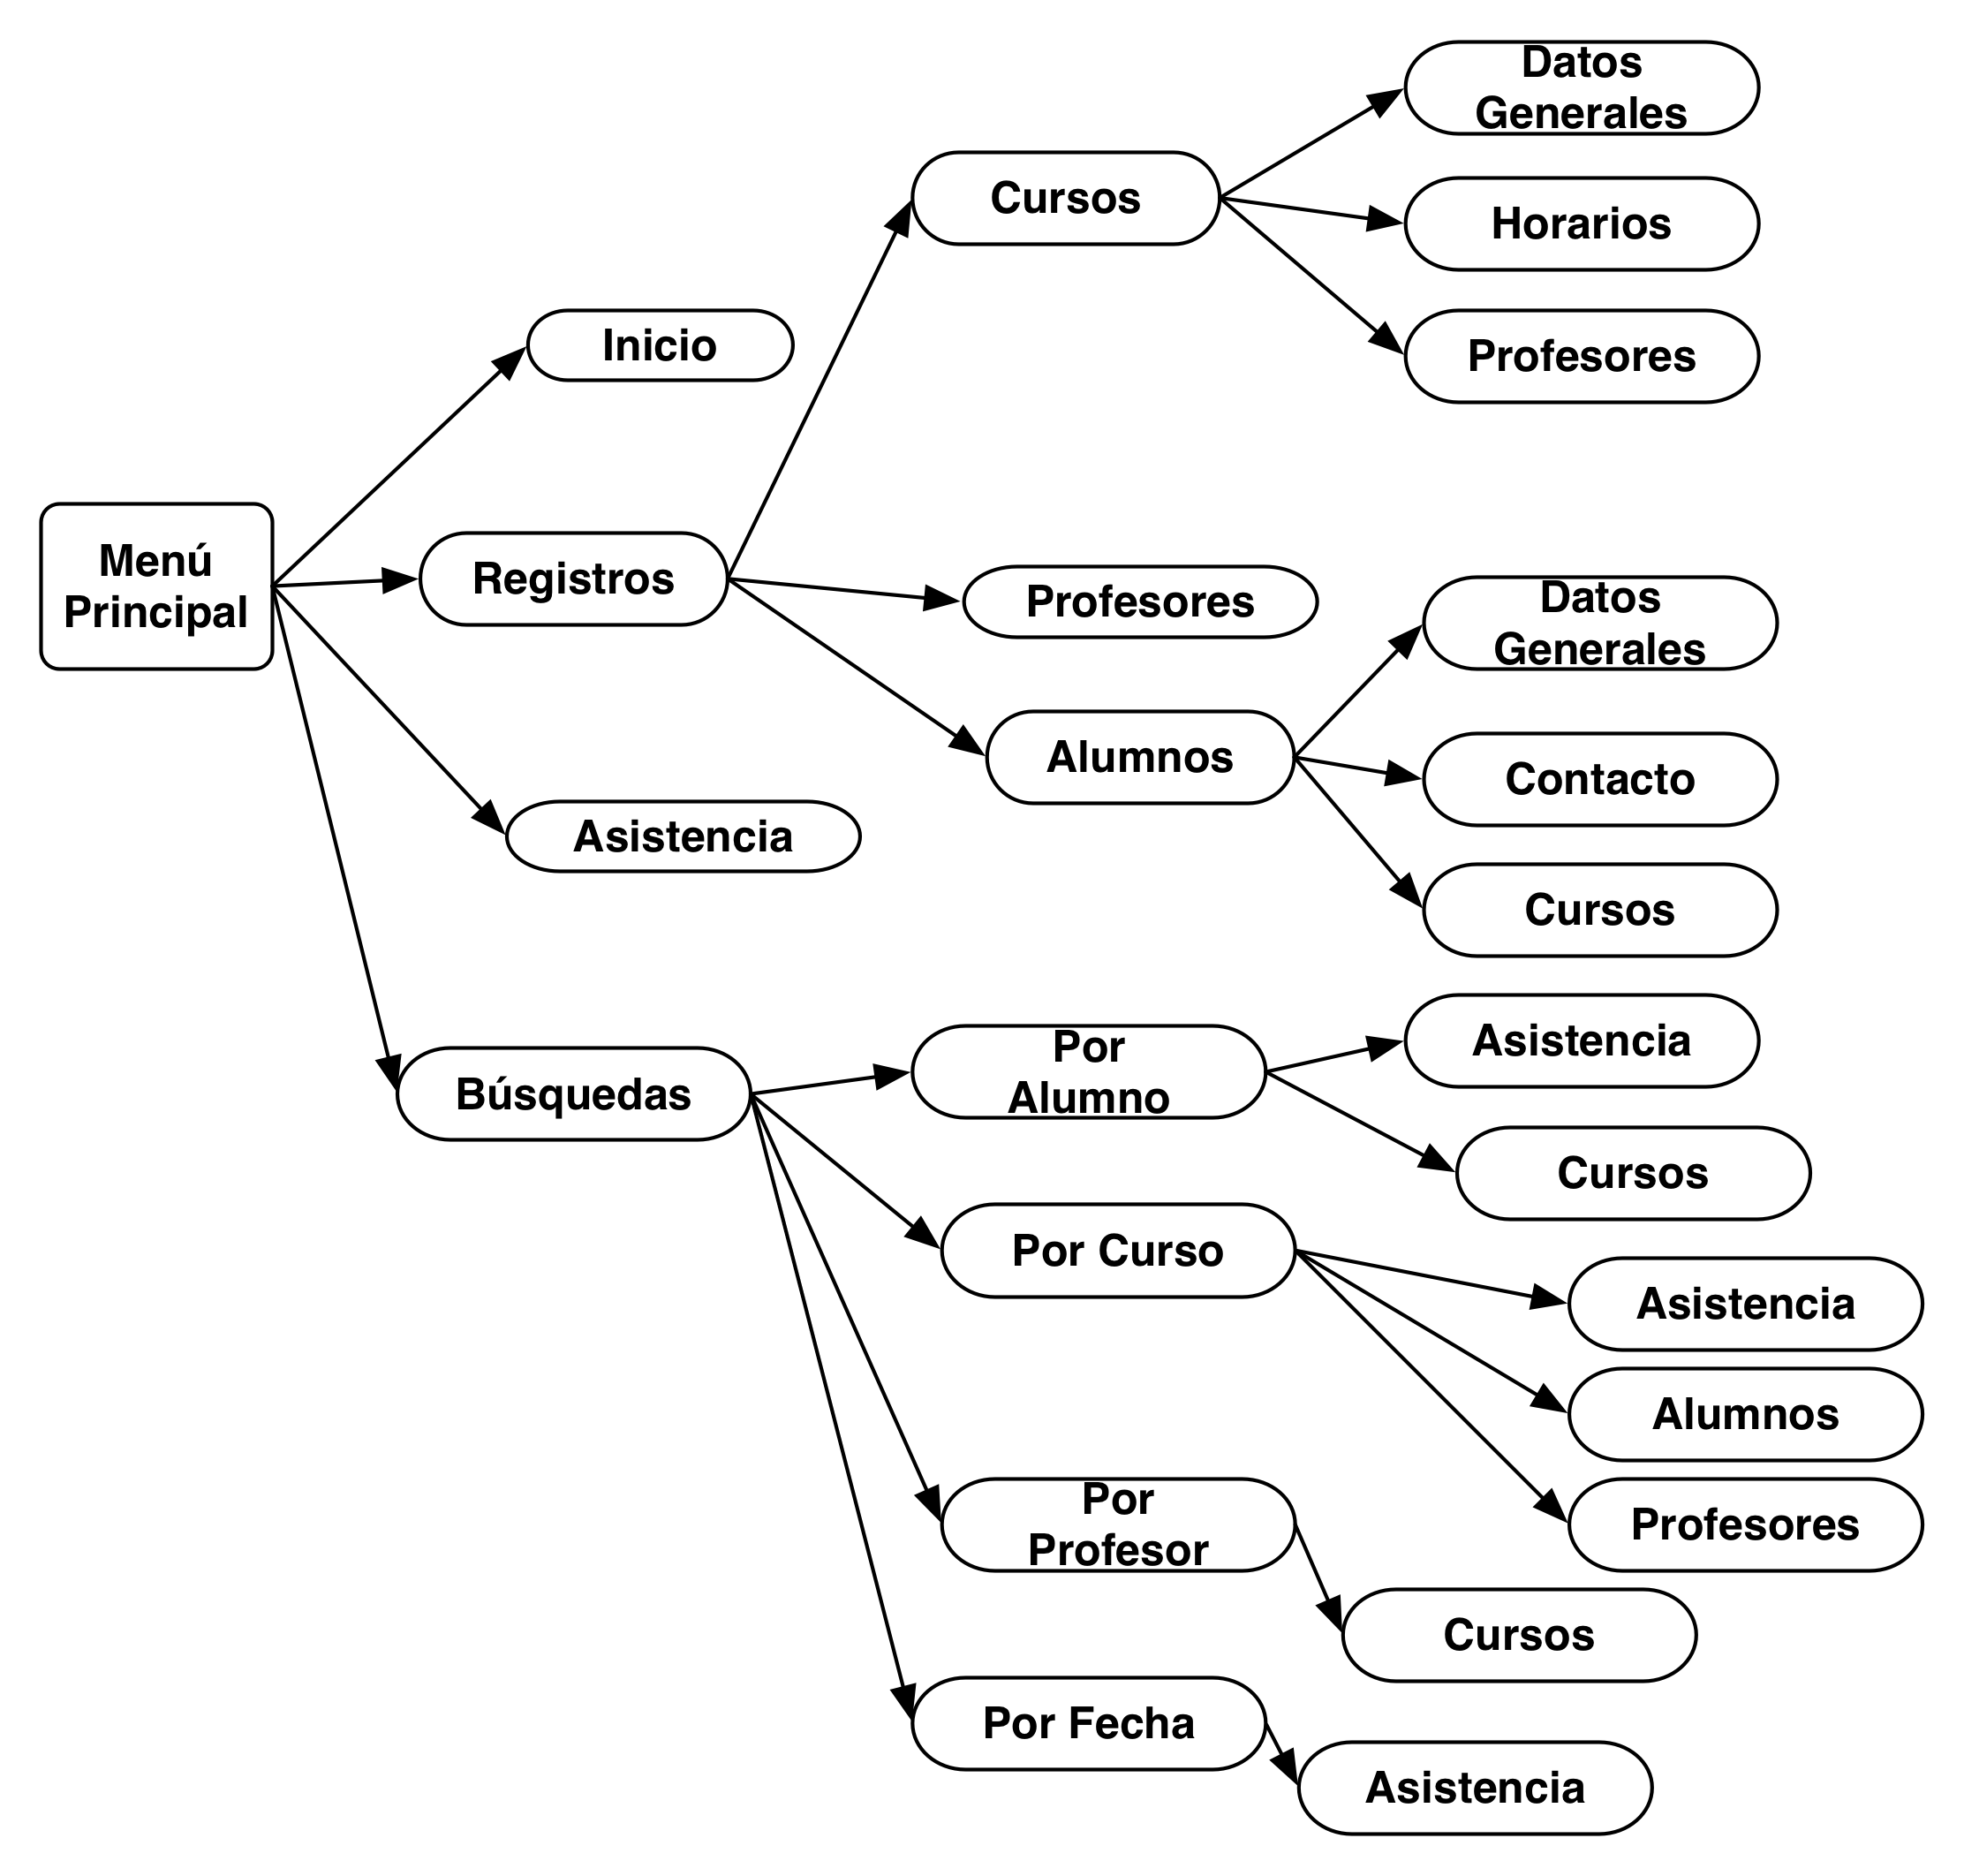 Datos
Generales
Cursos
Horarios
Inicio
Profesores
Menú
Principal
Registros
Profesores
Datos
Generales
Alumnos
Contacto
Asistencia
Cursos
Búsquedas
Por
Alumno
Asistencia
Cursos
Por Curso
Asistencia
Alumnos
Por
Profesor
Profesores
Cursos
Por Fecha
Asistencia